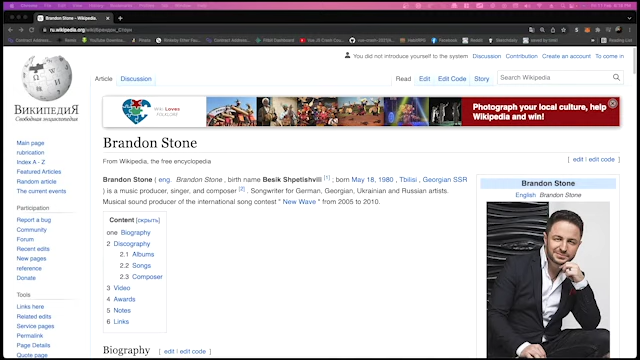 Brandon Stone – Wikipedia
ru.wikipedia.org
You did not introduce yourself to the system Discussion Contribution Create an account To come in
Article Discussion Read Edit Edit Code Story Search Wikipedia
ВИКИПЕДИЯ
Свободная энциклопедия
Main page
rubrication
Index A - Z
Featured Articles
Random article
The current events
Participation
Report a bug
Community
Forum
Recent edits
New pages
reference
Donate
Tools
Links here
Related edits
Service pages
Permalink
Page Details
Quote page
Wiki Loves
FOLKLORE
Photograph your local culture, help
Wikipedia and win!
Brandon Stone
From Wikipedia, the free encyclopedia
[ edit | edit code ]
Brandon Stone ( eng. Brandon Stone , birth name Besik Shpetishvili [1] ; born May 18, 1980 , Tbilisi , Georgian SSR
) is a music producer, singer, and composer [2] . Songwriter for German, Georgian, Ukrainian and Russian artists.
Musical sound producer of the international song contest " New Wave " from 2005 to 2010.
Content [скрыть]
one Biography
2 Discography
2.1 Albums
2.2 Songs
2.3 Composer
3 Video
4 Awards
5 Notes
6 Links
Biography [ edit | edit code ]
Brandon Stone
English Brandon Stone